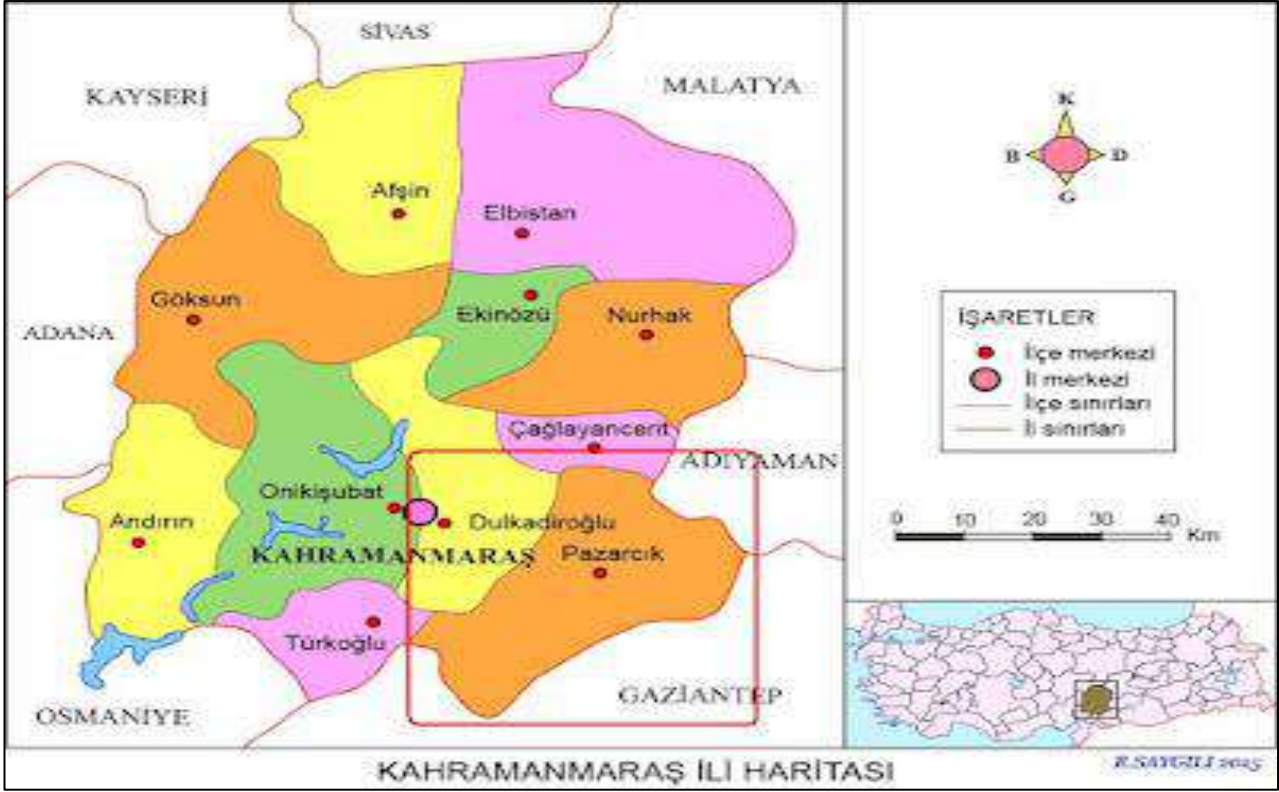 SİVAS
KAYSERİ
MALATYA
Afşin
Elbistan
Göksun
Ekinözü
Nurhak
ADANA
Çağlayancerit
ADIYAMAN
Onikişubat
Andırın
Dulkadiroğlu
KAHRAMANMARAŞ
Pazarcık
Türkoğlu
GAZİANTEP
OSMANİYE
K
B D
G
İŞARETLER
İlçe merkezi
İl merkezi
İlçe sınırları
İl sınırları
0 10 20 30 40
Km
KAHRAMANMARAŞ İLİ HARİTASI
R.SAYGILI 2015